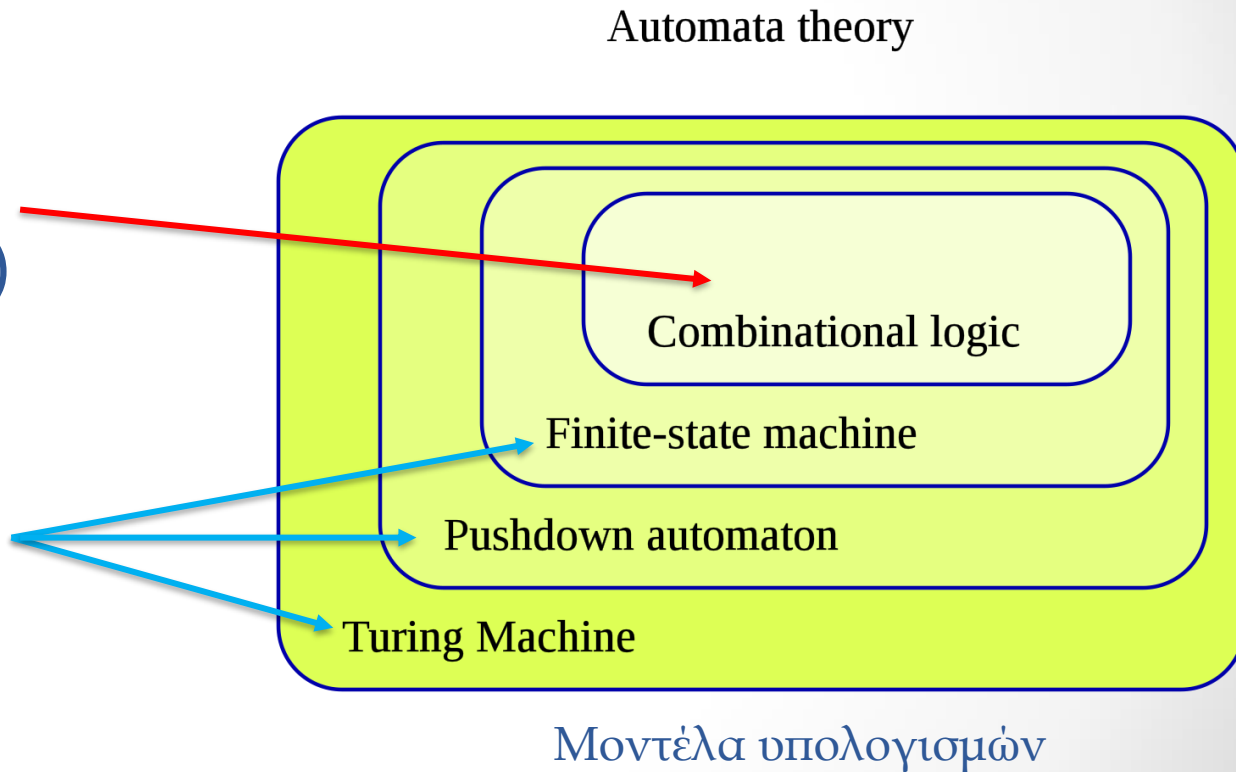 Automata theory
Combinational logic
Finite-state machine
Pushdown automaton
Turing Machine
Μοντέλα υπολογισμών